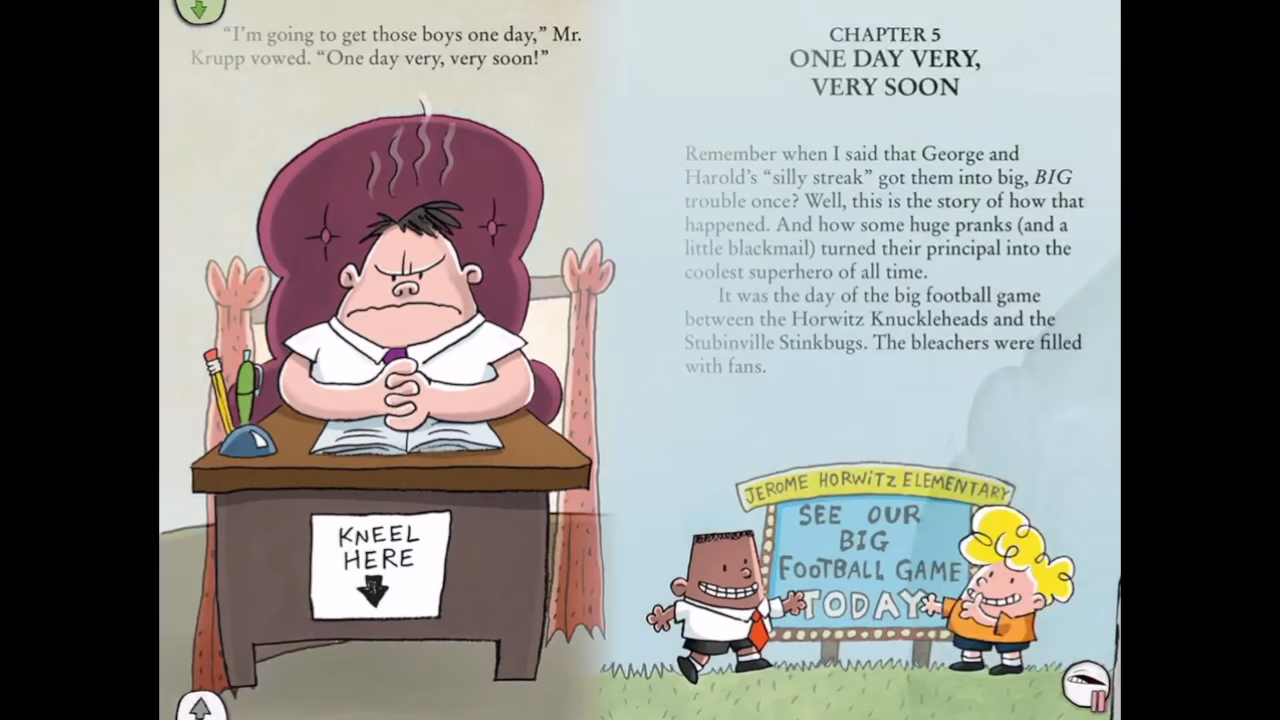 “I’m going to get those boys one day,” Mr.
Krupp vowed. “One day very, very soon!”
KNEEL
HERE
CHAPTER 5
ONE DAY VERY,
VERY SOON
Remember when I said that George and
Harold’s “silly streak” got them into big, BIG
trouble once? Well, this is the story of how that
happened. And how some huge pranks (and a
little blackmail) turned their principal into the
coolest superhero of all time.
It was the day of the big football game
between the Horwitz Knuckleheads and the
Stubinville Stinkbugs. The bleachers were filled
with fans.
JEROME HORWiTZ ELEMENTARY
SEE OUR
BIG
FOOTBALL GAME
TODAY